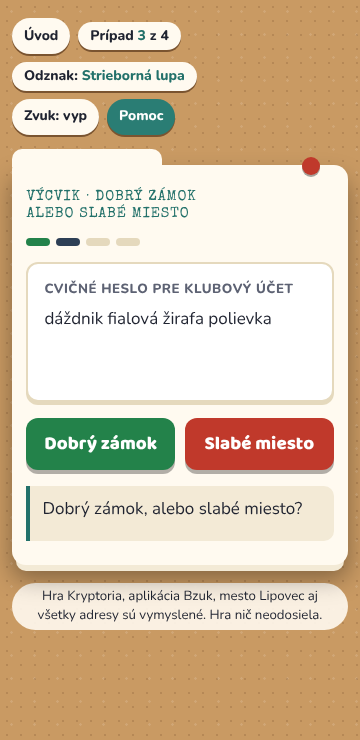 Úvod
Prípad 3 z 4
Odznak: Strieborná lupa
Zvuk: vyp
Pomoc
VÝCVIK · DOBRÝ ZÁMOK
ALEBO SLABÉ MIESTO
CVIČNÉ HESLO PRE KLUBOVÝ ÚČET
dáždnik fialová žirafa polievka
Dobrý zámok
Slabé miesto
Dobrý zámok, alebo slabé miesto?
Hra Kryptoria, aplikácia Bzuk, mesto Lipovec aj
všetky adresy sú vymyslené. Hra nič neodosiela.